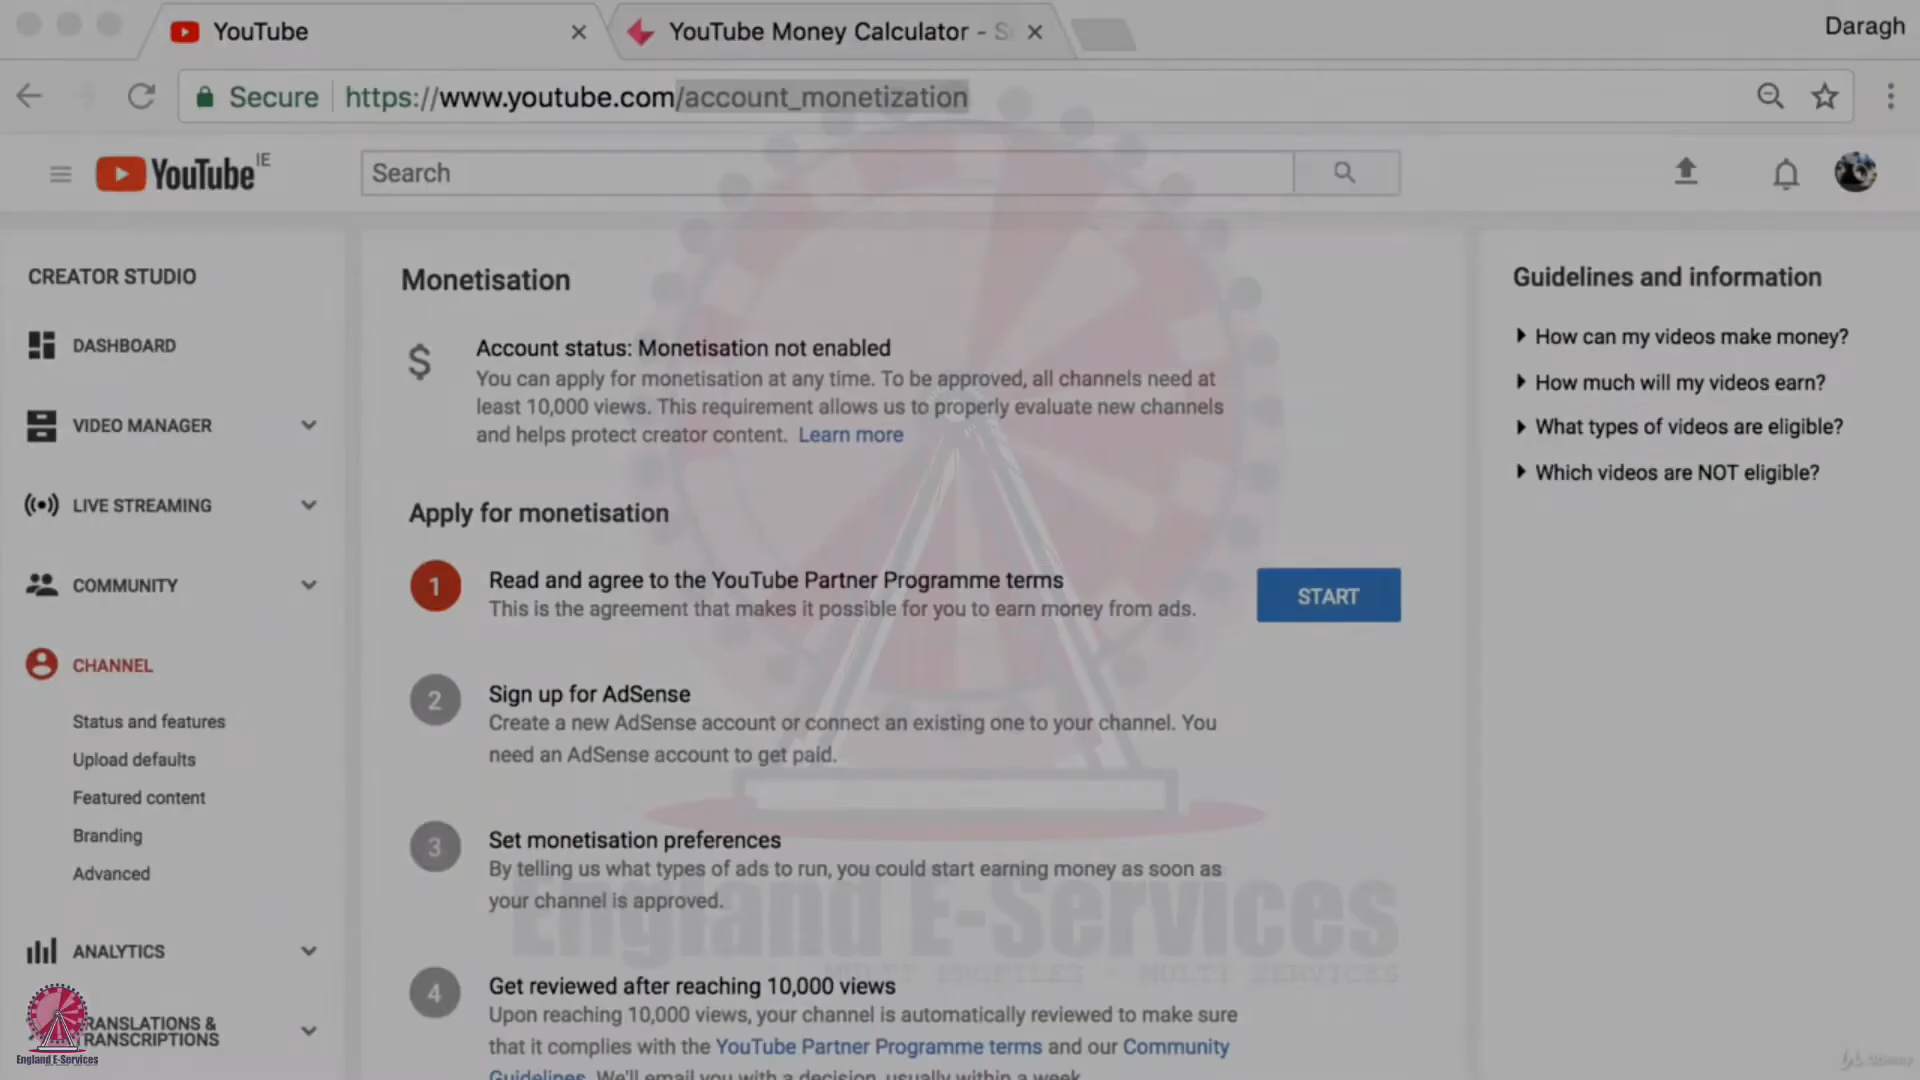 YouTube
YouTube Money Calculator -
Daragh
Secure
https://www.youtube.com/account_monetization
YouTube IE
Search
CREATOR STUDIO
DASHBOARD
VIDEO MANAGER
LIVE STREAMING
COMMUNITY
CHANNEL
Status and features
Upload defaults
Featured content
Branding
Advanced
ANALYTICS
RANSLATIONS &
RANSCRIPTIONS
England E-Services
Monetisation
$
Account status: Monetisation not enabled
You can apply for monetisation at any time. To be approved, all channels need at
least 10,000 views. This requirement allows us to properly evaluate new channels
and helps protect creator content. Learn more
Apply for monetisation
1
Read and agree to the YouTube Partner Programme terms
This is the agreement that makes it possible for you to earn money from ads.
START
2
Sign up for AdSense
Create a new AdSense account or connect an existing one to your channel. You
need an AdSense account to get paid.
3
Set monetisation preferences
By telling us what types of ads to run, you could start earning money as soon as
your channel is approved.
England E-Services
MULTI PROFILES - MULTI SERVICES
4
Get reviewed after reaching 10,000 views
Upon reaching 10,000 views, your channel is automatically reviewed to make sure
that it complies with the YouTube Partner Programme terms and our Community
Guidelines. We'll email you with a decision, usually within a week.
Guidelines and information
How can my videos make money?
How much will my videos earn?
What types of videos are eligible?
Which videos are NOT eligible?
Udemy